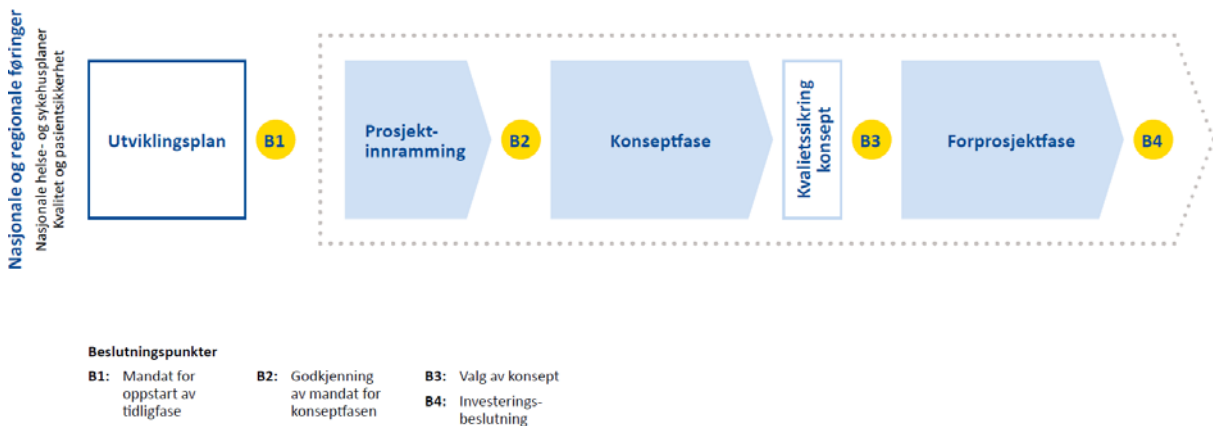 Nasjonale og regionale føringer
Nasjonale helse- og sykehusplaner
Kvalitet og pasientsikkerhet
Utviklingsplan
B1
Prosjekt-
innramming
B2
Konseptfase
Kvalietssikring
konsept
B3
Forprosjektfase
B4
Beslutningspunkter
B1: Mandat for
oppstart av
tidligfase
B2: Godkjenning
av mandat for
konseptfasen
B3: Valg av konsept
B4: Investerings-
beslutning